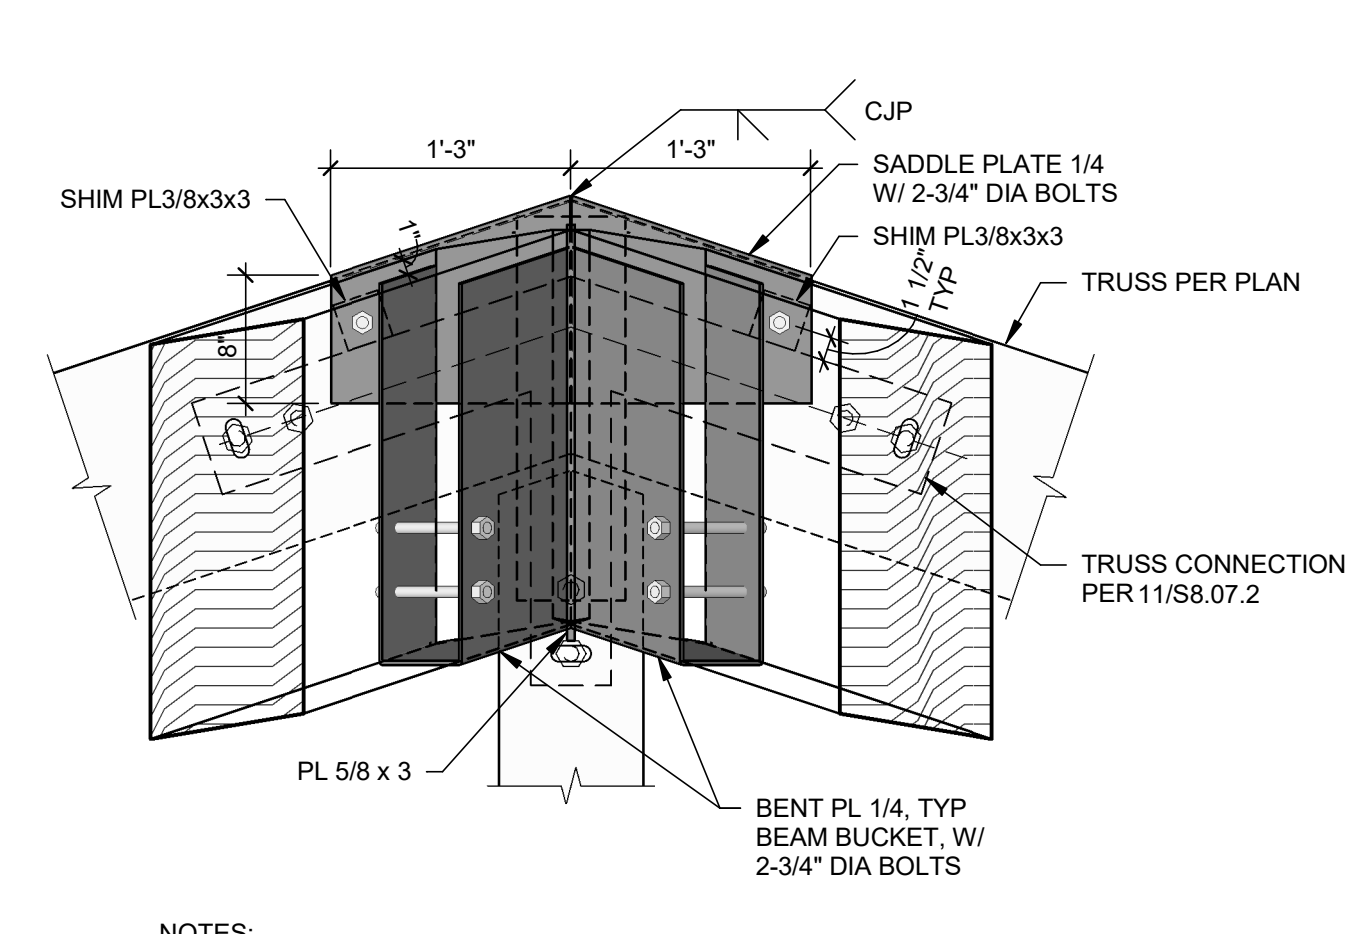 CJP
1'-3"
1'-3"
SADDLE PLATE 1/4
W/ 2-3/4" DIA BOLTS
SHIM PL3/8x3x3
SHIM PL3/8x3x3
1"
1 1/2"
TYP
TRUSS PER PLAN
8"
TRUSS CONNECTION
PER 11/S8.07.2
PL 5/8 x 3
BENT PL 1/4, TYP
BEAM BUCKET, W/
2-3/4" DIA BOLTS
NOTES: